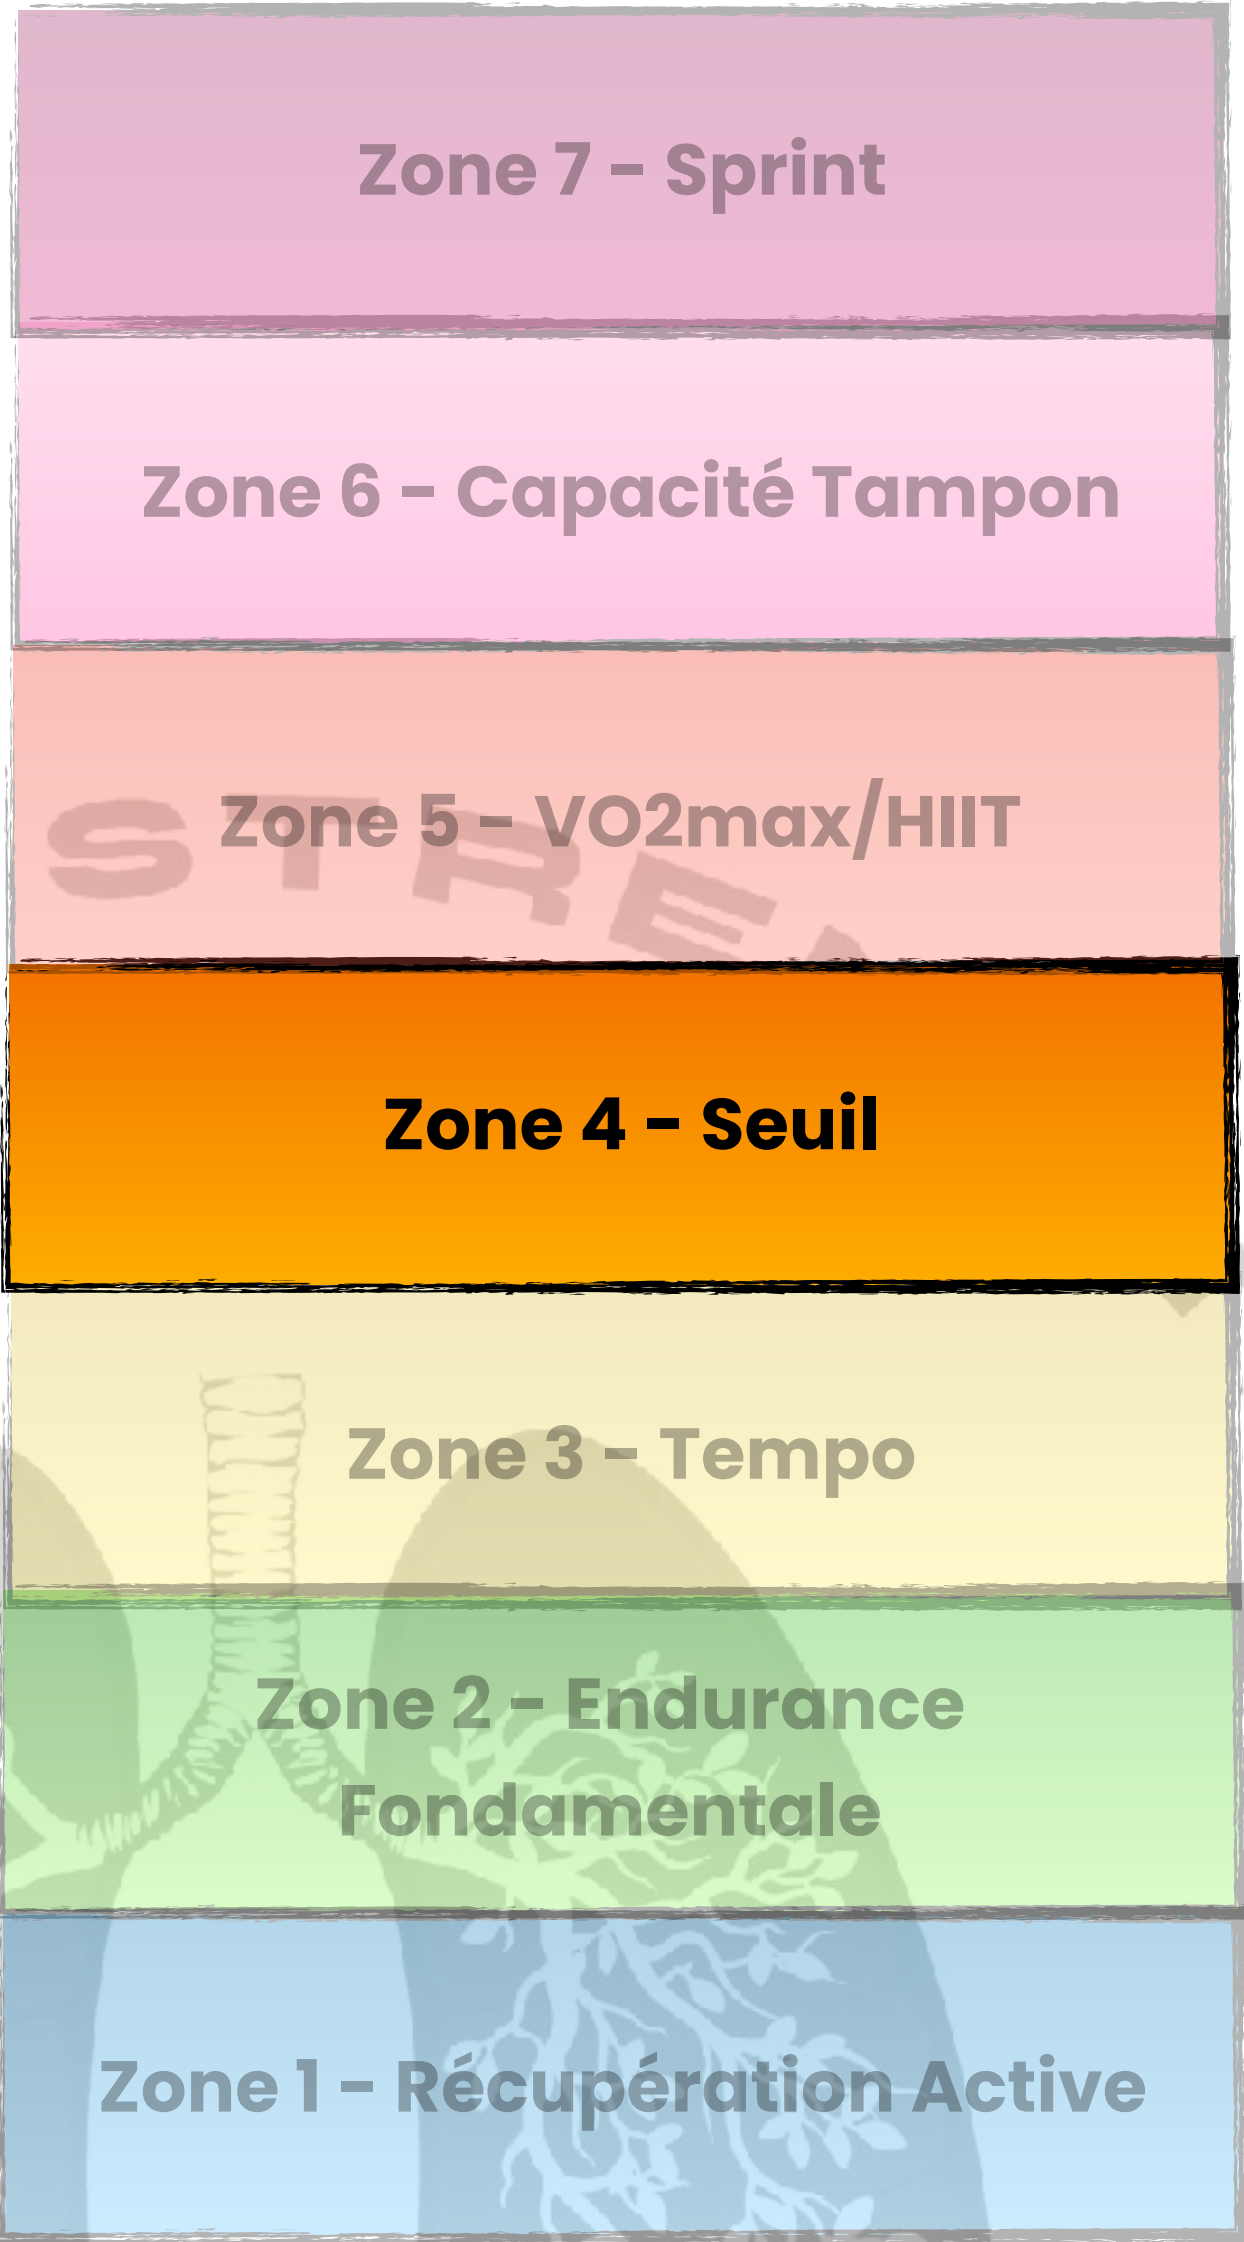 Zone 7 - Sprint
Zone 6 - Capacité Tampon
Zone 5 - VO2max/HIIT
Zone 4 - Seuil
Zone 3 - Tempo
Zone 2 - Endurance
Fondamentale
Zone 1 - Récupération Active